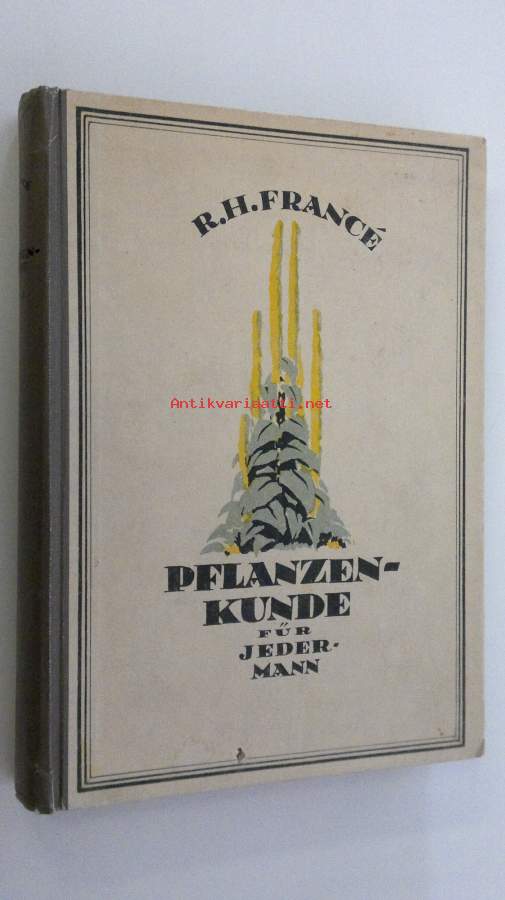 R.H. FRANCÉ
Antikvariaatti.net
PFLANZEN-
KUNDE
FÜR
JEDER-
MANN